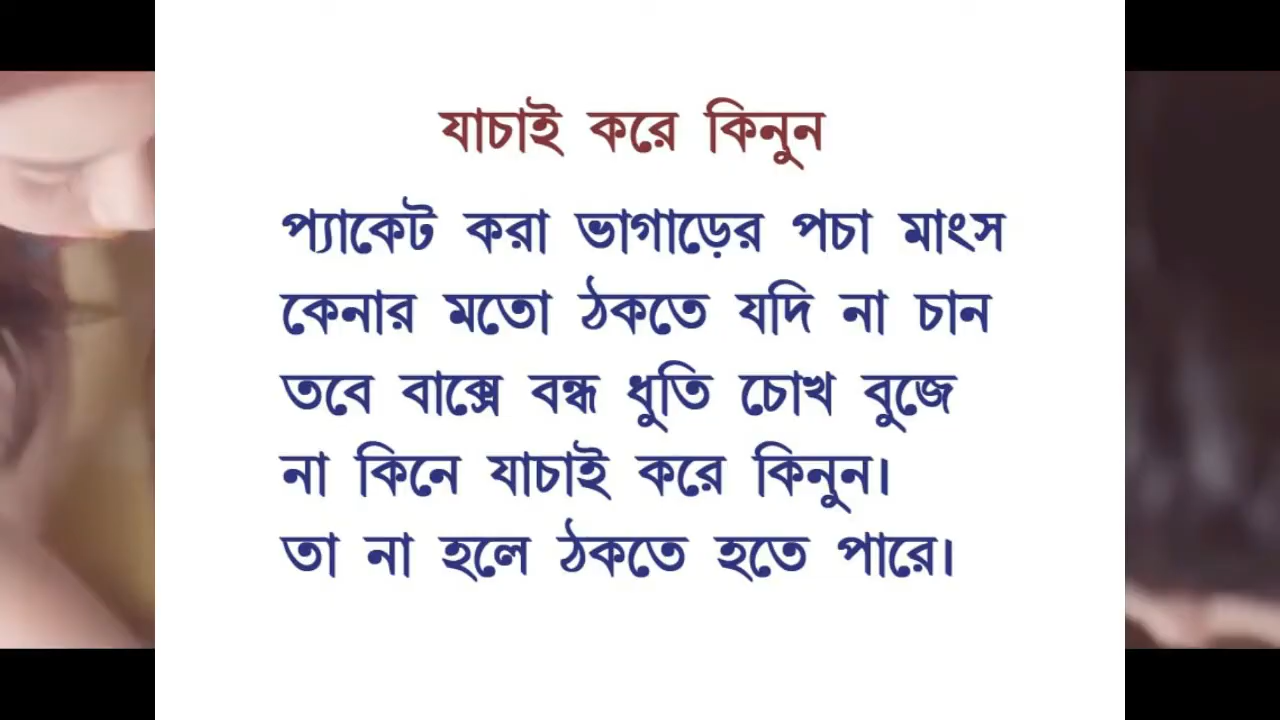 যাচাই করে কিনুন
প্যাকেট করা ভাগাড়ের পচা মাংস
কেনার মতো ঠকতে যদি না চান
তবে বাক্সে বন্ধ ধুতি চোখ বুজে
না কিনে যাচাই করে কিনুন।
তা না হলে ঠকতে হতে পারে।